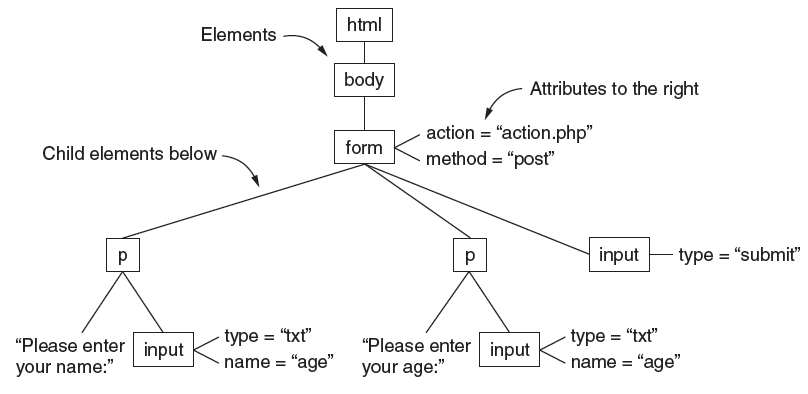 html
Elements
body
Attributes to the right
action = “action.php”
form
method = “post”
Child elements below
p
p
input
type = “submit”
“Please enter
your name:”
input
type = “txt”
name = “age”
“Please enter
your age:”
input
type = “txt”
name = “age”